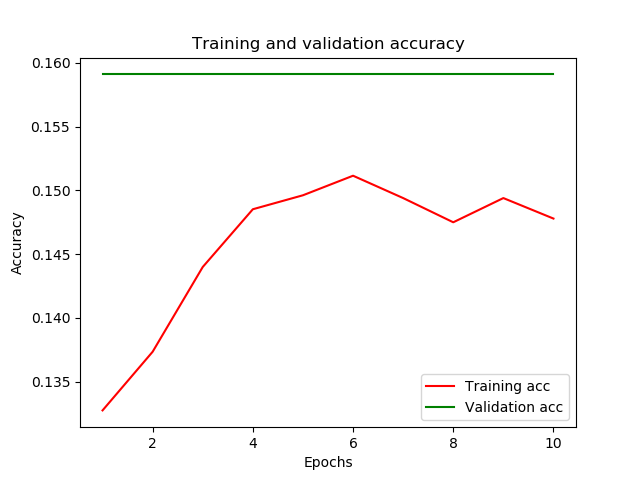 Training and validation accuracy
0.160
0.155
0.150
0.145
0.140
0.135
Accuracy
2
4
6
8
10
Epochs
Training acc
Validation acc